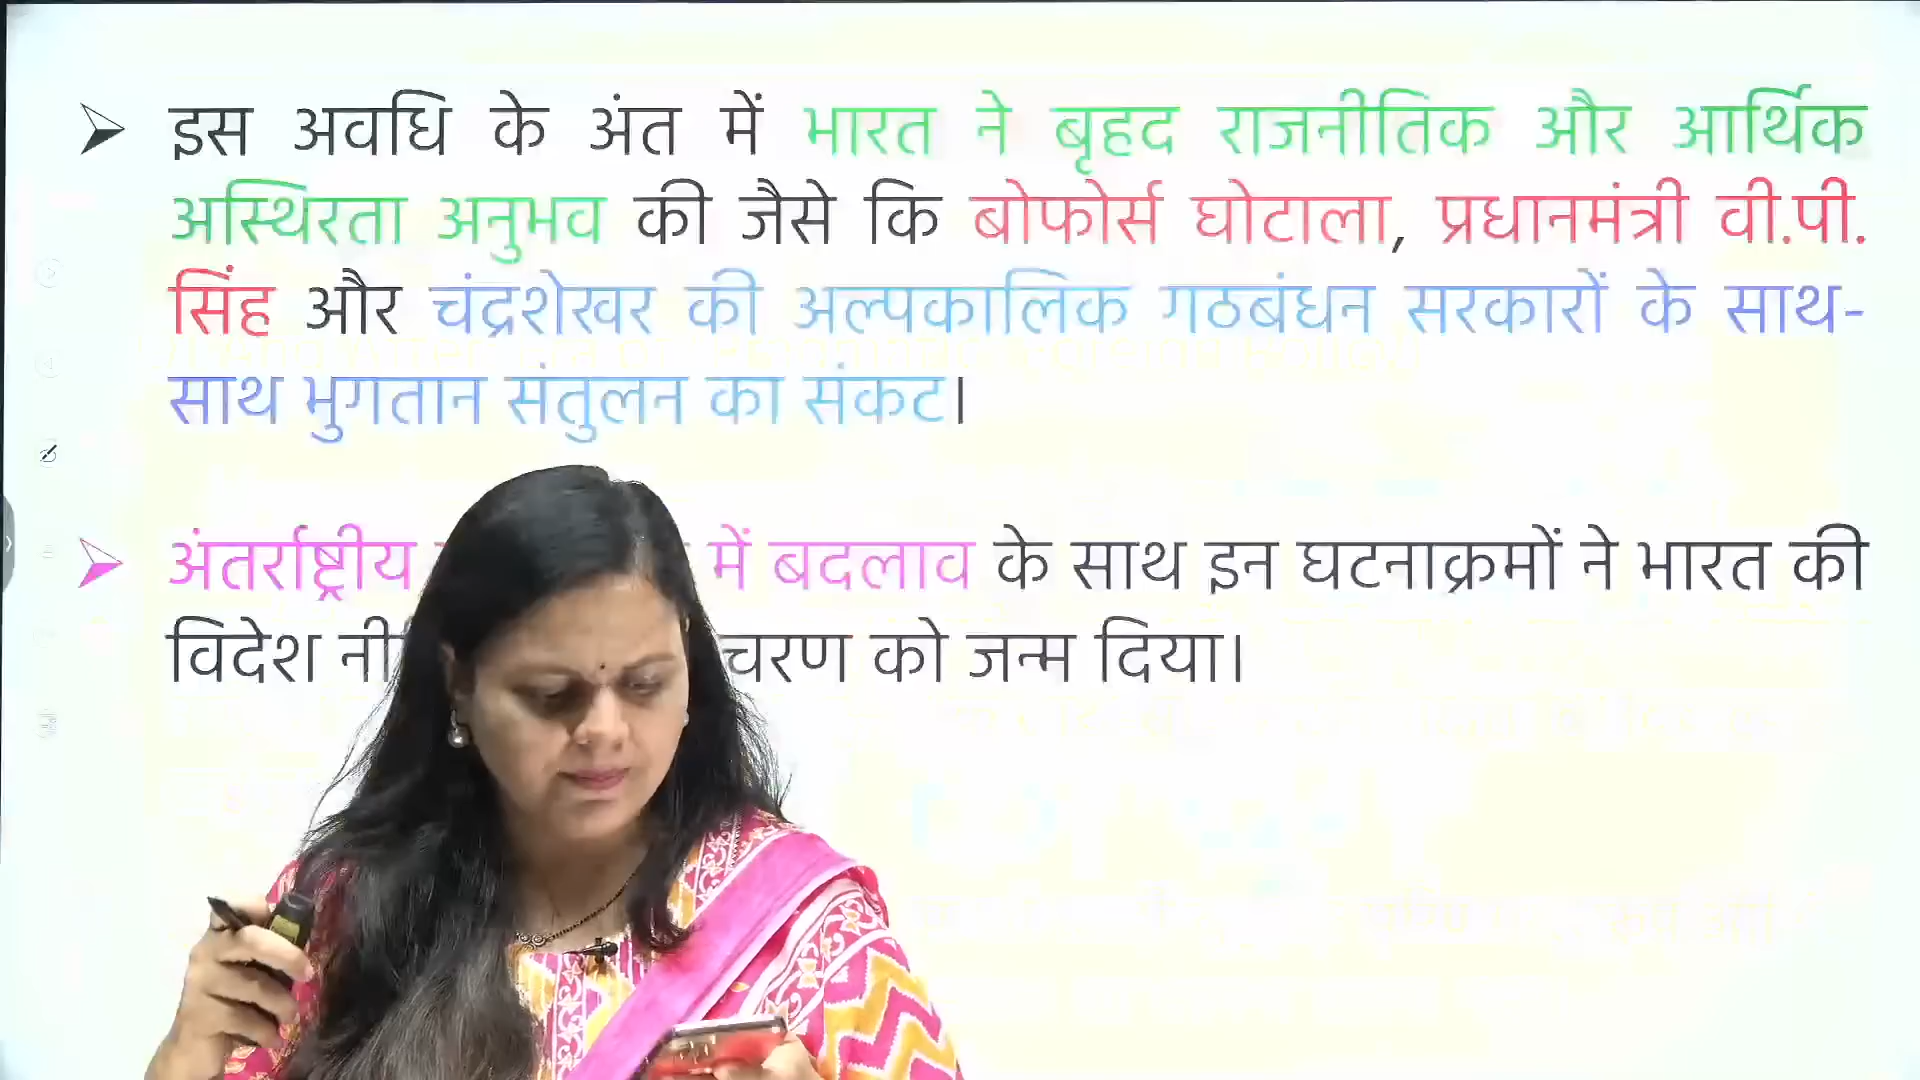 इस अवधि के अंत में भारत ने बृहद राजनीतिक और आर्थिक
अस्थिरता अनुभव की जैसे कि बोफोर्स घोटाला, प्रधानमंत्री वी.पी.
सिंह और चंद्रशेखर की अल्पकालिक गठबंधन सरकारों के साथ-
साथ भुगतान संतुलन का संकट।
अंतर्राष्ट्रीय में बदलाव के साथ इन घटनाक्रमों ने भारत की
विदेश चरण को जन्म दिया।